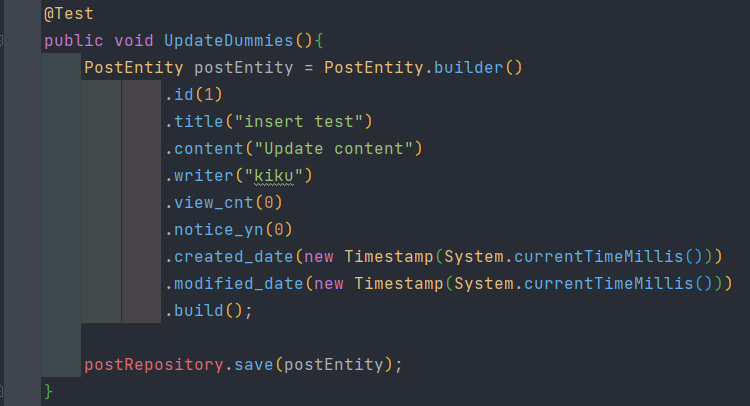 @Test
public void UpdateDummies(){
PostEntity postEntity = PostEntity.builder()
.id(1)
.title("insert test")
.content("Update content")
.writer("kiku")
.view_cnt(0)
.notice_yn(0)
.created_date(new Timestamp(System.currentTimeMillis()))
.modified_date(new Timestamp(System.currentTimeMillis()))
.build();
postRepository.save(postEntity);
}